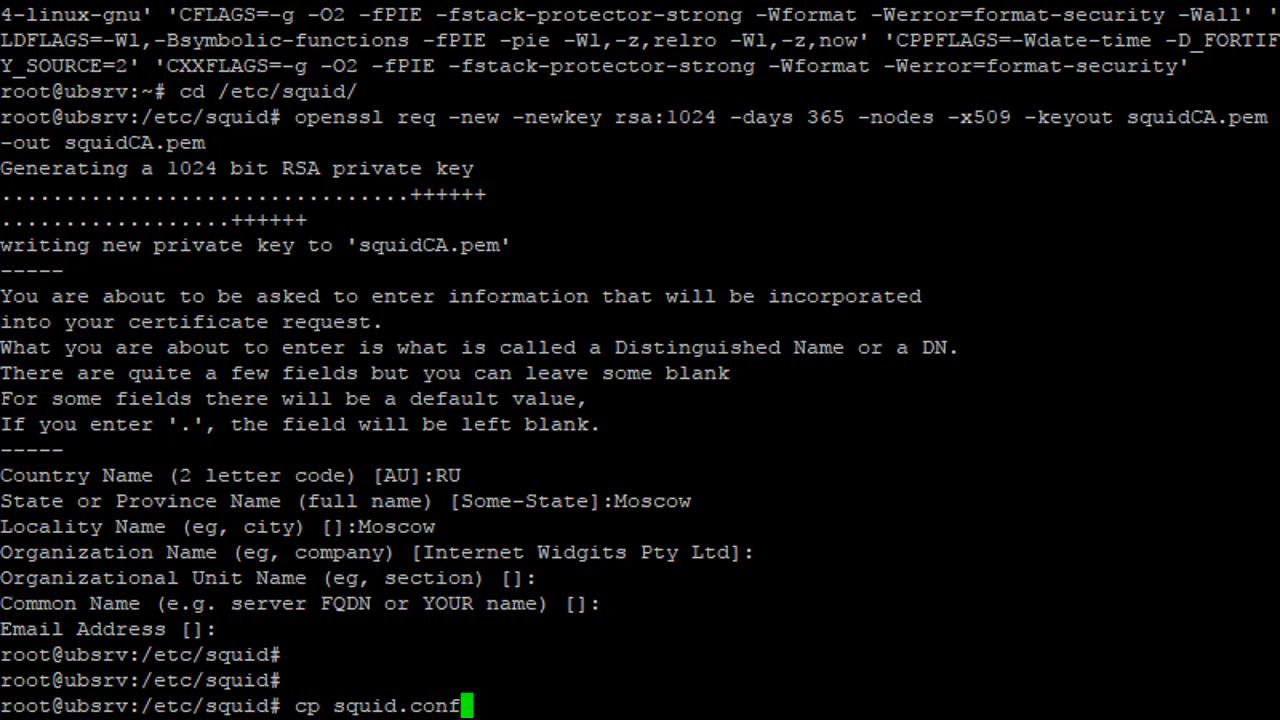 4-linux-gnu' 'CFLAGS=-g -O2 -fPIE -fstack-protector-strong -Wformat -Werror=format-security -Wall' '
LDFLAGS=-Wl,-Bsymbolic-functions -fPIE -pie -Wl,-z,relro -Wl,-z,now' 'CPPFLAGS=-Wdate-time -D_FORTIF
Y_SOURCE=2' 'CXXFLAGS=-g -O2 -fPIE -fstack-protector-strong -Wformat -Werror=format-security'
root@ubsrv:~# cd /etc/squid/
root@ubsrv:/etc/squid# openssl req -new -newkey rsa:1024 -days 365 -nodes -x509 -keyout squidCA.pem
-out squidCA.pem
Generating a 1024 bit RSA private key
................................++++++
..................++++++
writing new private key to 'squidCA.pem'
-----
You are about to be asked to enter information that will be incorporated
into your certificate request.
What you are about to enter is what is called a Distinguished Name or a DN.
There are quite a few fields but you can leave some blank
For some fields there will be a default value,
If you enter '.', the field will be left blank.
-----
Country Name (2 letter code) [AU]:RU
State or Province Name (full name) [Some-State]:Moscow
Locality Name (eg, city) []:Moscow
Organization Name (eg, company) [Internet Widgits Pty Ltd]:
Organizational Unit Name (eg, section) []:
Common Name (e.g. server FQDN or YOUR name) []:
Email Address []:
root@ubsrv:/etc/squid#
root@ubsrv:/etc/squid#
root@ubsrv:/etc/squid# cp squid.conf